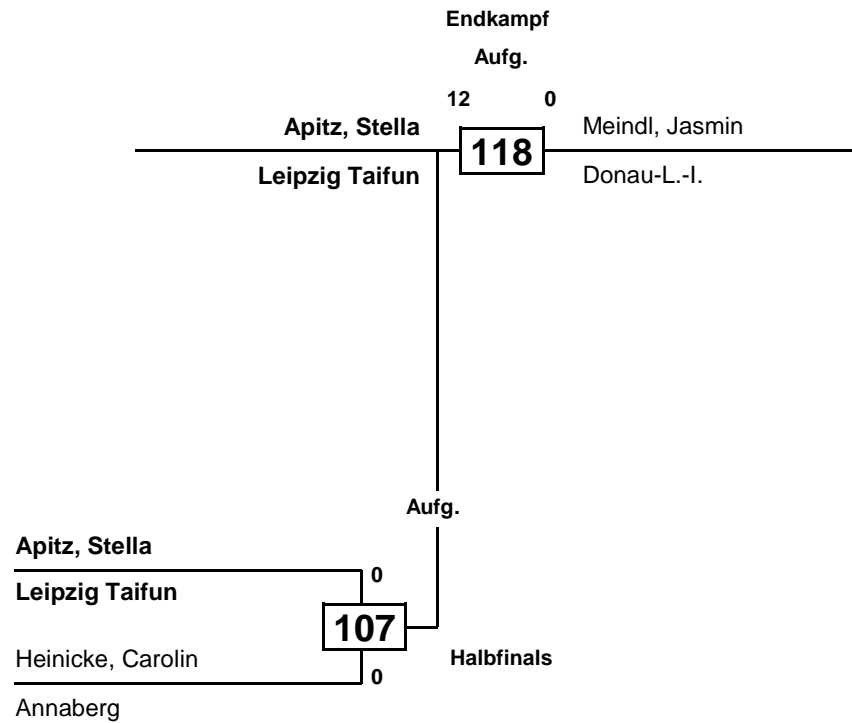 Endkampf
Aufg.
12 0
Apitz, Stella 118 Meindl, Jasmin
Leipzig Taifun Donau-L.-I.
Aufg.
Apitz, Stella
0
Leipzig Taifun
107
Heinicke, Carolin Halbfinals
0
Annaberg